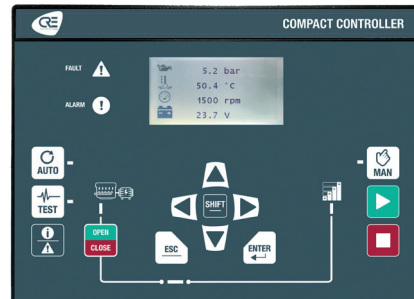 CRE
COMPACT CONTROLLER
FAULT
ALARM
5.2 bar
50.4 °C
1500 rpm
23.7 V
AUTO
MAN
TEST
SHIFT
OPEN
CLOSE
ESC
ENTER